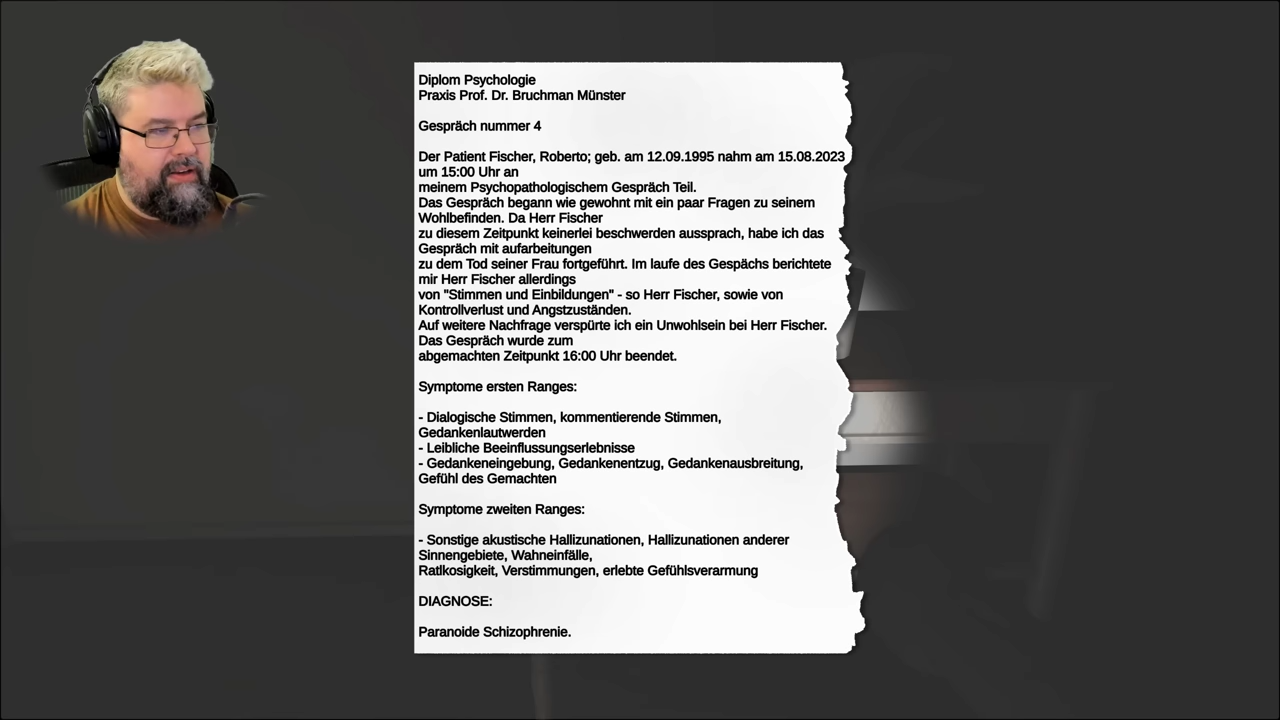 Diplom Psychologie
Praxis Prof. Dr. Bruchman Münster
Gespräch nummer 4
Der Patient Fischer, Roberto; geb. am 12.09.1995 nahm am 15.08.2023
um 15:00 Uhr an
meinem Psychopathologischem Gespräch Teil.
Das Gespräch begann wie gewohnt mit ein paar Fragen zu seinem
Wohlbefinden. Da Herr Fischer
zu diesem Zeitpunkt keinerlei beschwerden aussprach, habe ich das
Gespräch mit aufarbeitungen
zu dem Tod seiner Frau fortgeführt. Im laufe des Gespächs berichtete
mir Herr Fischer allerdings
von "Stimmen und Einbildungen" - so Herr Fischer, sowie von
Kontrollverlust und Angstzuständen.
Auf weitere Nachfrage verspürte ich ein Unwohlsein bei Herr Fischer.
Das Gespräch wurde zum
abgemachten Zeitpunkt 16:00 Uhr beendet.
Symptome ersten Ranges:
- Dialogische Stimmen, kommentierende Stimmen,
Gedankenlautwerden
- Leibliche Beeinflussungserlebnisse
- Gedankeneingebung, Gedankenentzug, Gedankenausbreitung,
Gefühl des Gemachten
Symptome zweiten Ranges:
- Sonstige akustische Hallizunationen, Hallizunationen anderer
Sinnengebiete, Wahneinfälle,
Ratlkosigkeit, Verstimmungen, erlebte Gefühlsverarmung
DIAGNOSE:
Paranoide Schizophrenie.